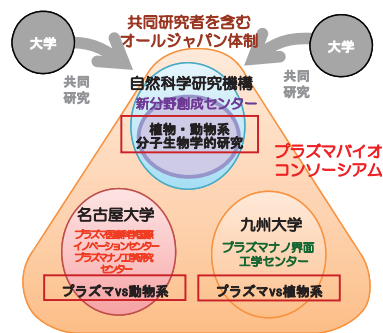 共同研究者を含む
オールジャパン体制
大学
大学
共同
研究
共同
研究
自然科学研究機構
新分野創成センター
植物・動物系
分子生物学的研究
プラズマバイオ
コンソーシアム
名古屋大学
プラズマ医療科学国際
イノベーションセンター
プラズマナノ工学研究
センター
プラズマvs動物系
九州大学
プラズマナノ界面
工学センター
プラズマvs植物系